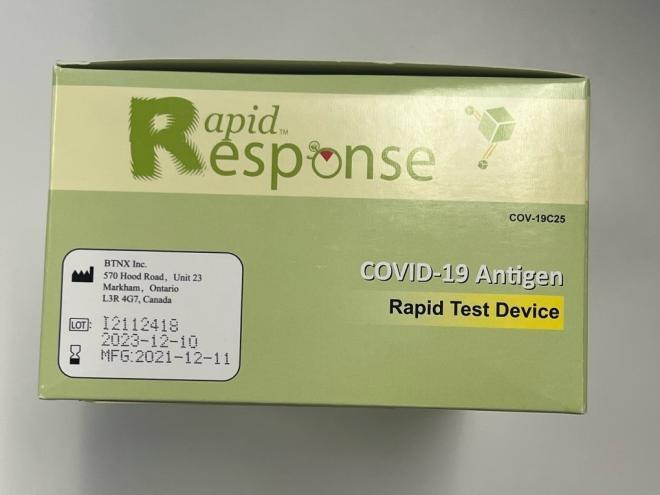 Rapid™
Response
COV-19C25
COVID-19 Antigen
Rapid Test Device
BTNX Inc.
570 Hood Road, Unit 23
Markham, Ontario
L3R 4G7, Canada
LOT: I2112418
2023-12-10
MFG:2021-12-11